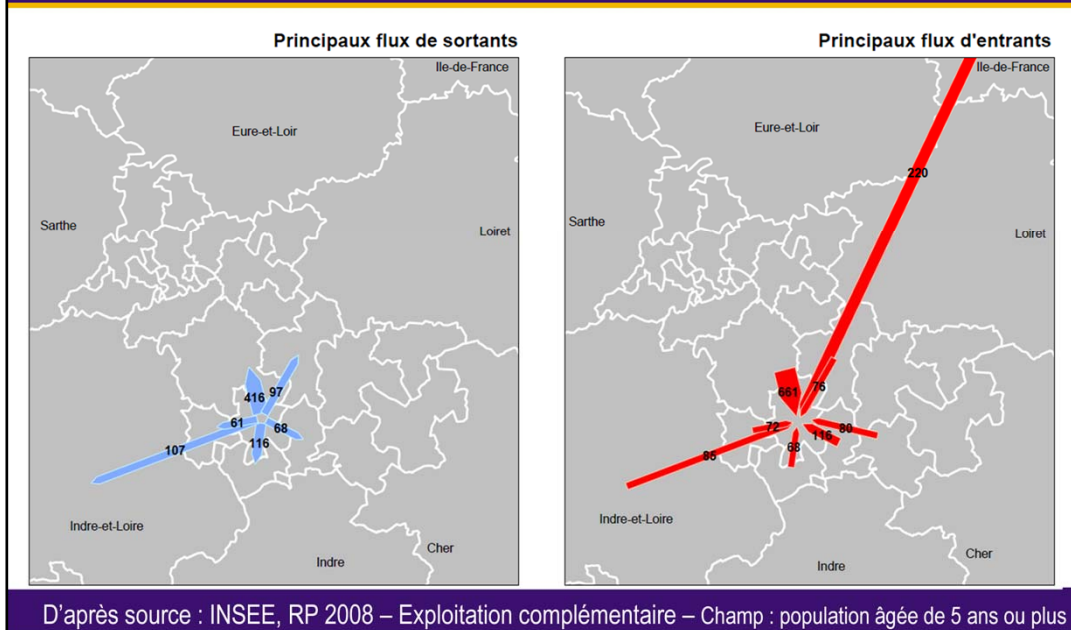 Principaux flux de sortants
Ile-de-France
Eure-et-Loir
Sarthe
Loiret
416
97
61
68
116
107
Indre-et-Loire
Cher
Indre
Principaux flux d'entrants
Ile-de-France
Eure-et-Loir
220
Sarthe
Loiret
661
76
72
80
116
68
Indre-et-Loire
Cher
Indre
D'après source : INSEE, RP 2008 – Exploitation complémentaire – Champ : population âgée de 5 ans ou plus